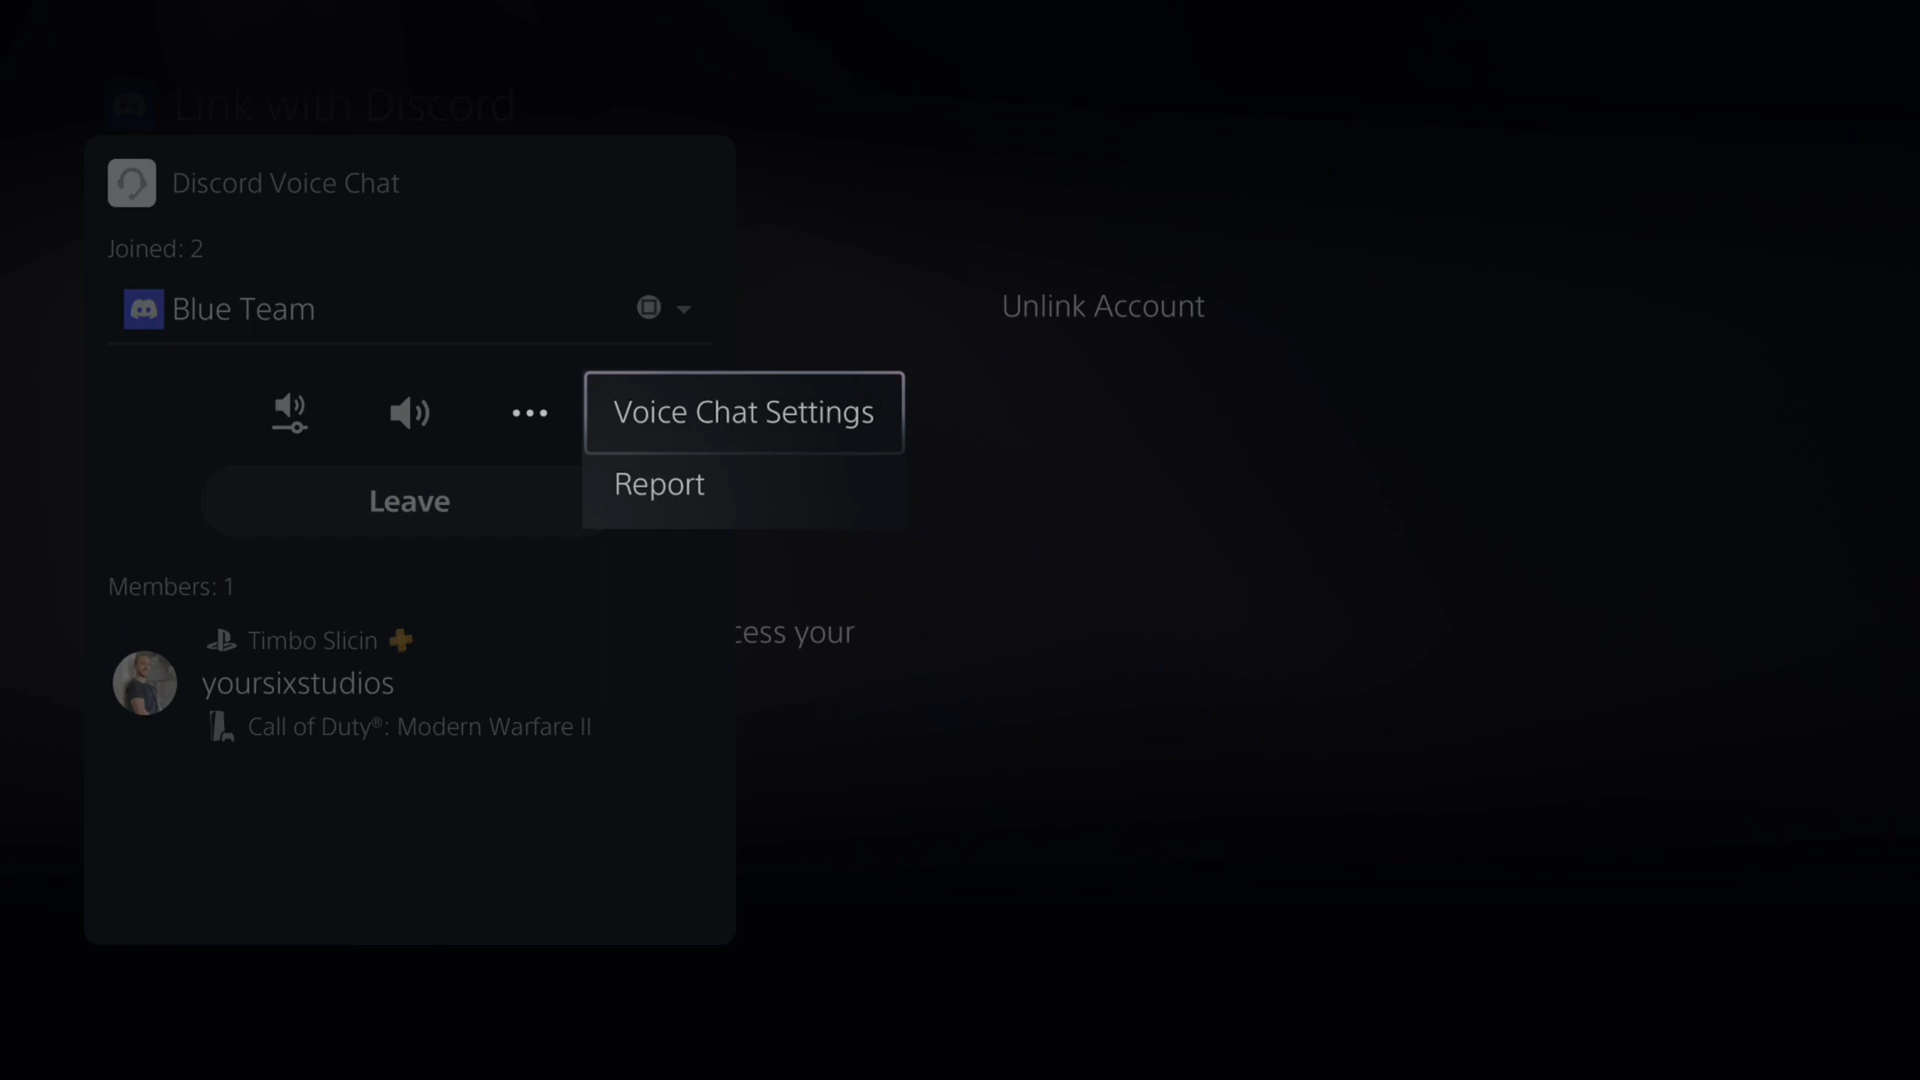 Link with Discord
Discord Voice Chat
Joined: 2
Blue Team
Unlink Account
Voice Chat Settings
Report
Leave
Members: 1
Timbo Slicin
cess your
yoursixstudios
Call of Duty®: Modern Warfare II